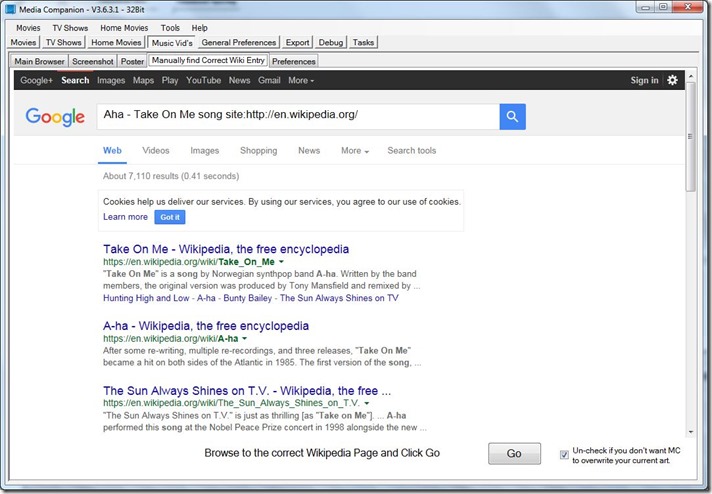 Media Companion - V3.6.3.1 - 32Bit
Movies TV Shows Home Movies Tools Help
Movies TV Shows Home Movies Music Vid's General Preferences Export Debug Tasks
Main Browser Screenshot Poster Manually find Correct Wiki Entry Preferences
Google+ Search Images Maps Play YouTube News Gmail More Sign in
Google Aha - Take On Me song site:http://en.wikipedia.org/
Web Videos Images Shopping News More Search tools
About 7,110 results (0.41 seconds)
Cookies help us deliver our services. By using our services, you agree to our use of cookies.
Learn more Got it
Take On Me - Wikipedia, the free encyclopedia
https://en.wikipedia.org/wiki/Take_On_Me
"Take On Me" is a song by Norwegian synthpop band A-ha. Written by the band
members, the original version was produced by Tony Mansfield and remixed by ...
Hunting High and Low - A-ha - Bunty Bailey - The Sun Always Shines on TV
A-ha - Wikipedia, the free encyclopedia
https://en.wikipedia.org/wiki/A-ha
After some re-writing, multiple re-recordings, and three releases, "Take On Me"
became a hit on both sides of the Atlantic in 1985. The first version of the song, ...
The Sun Always Shines on T.V. - Wikipedia, the free ...
https://en.wikipedia.org/wiki/The_Sun_Always_Shines_on_T.V.
"The Sun Always Shines on T.V." is just as thrilling [as "Take on Me"]. ... A-ha
performed this song at the Nobel Peace Prize concert in 1998 alongside the new ...
Browse to the correct Wikipedia Page and Click Go
Go
Un-check if you don't want MC
to overwrite your current art.